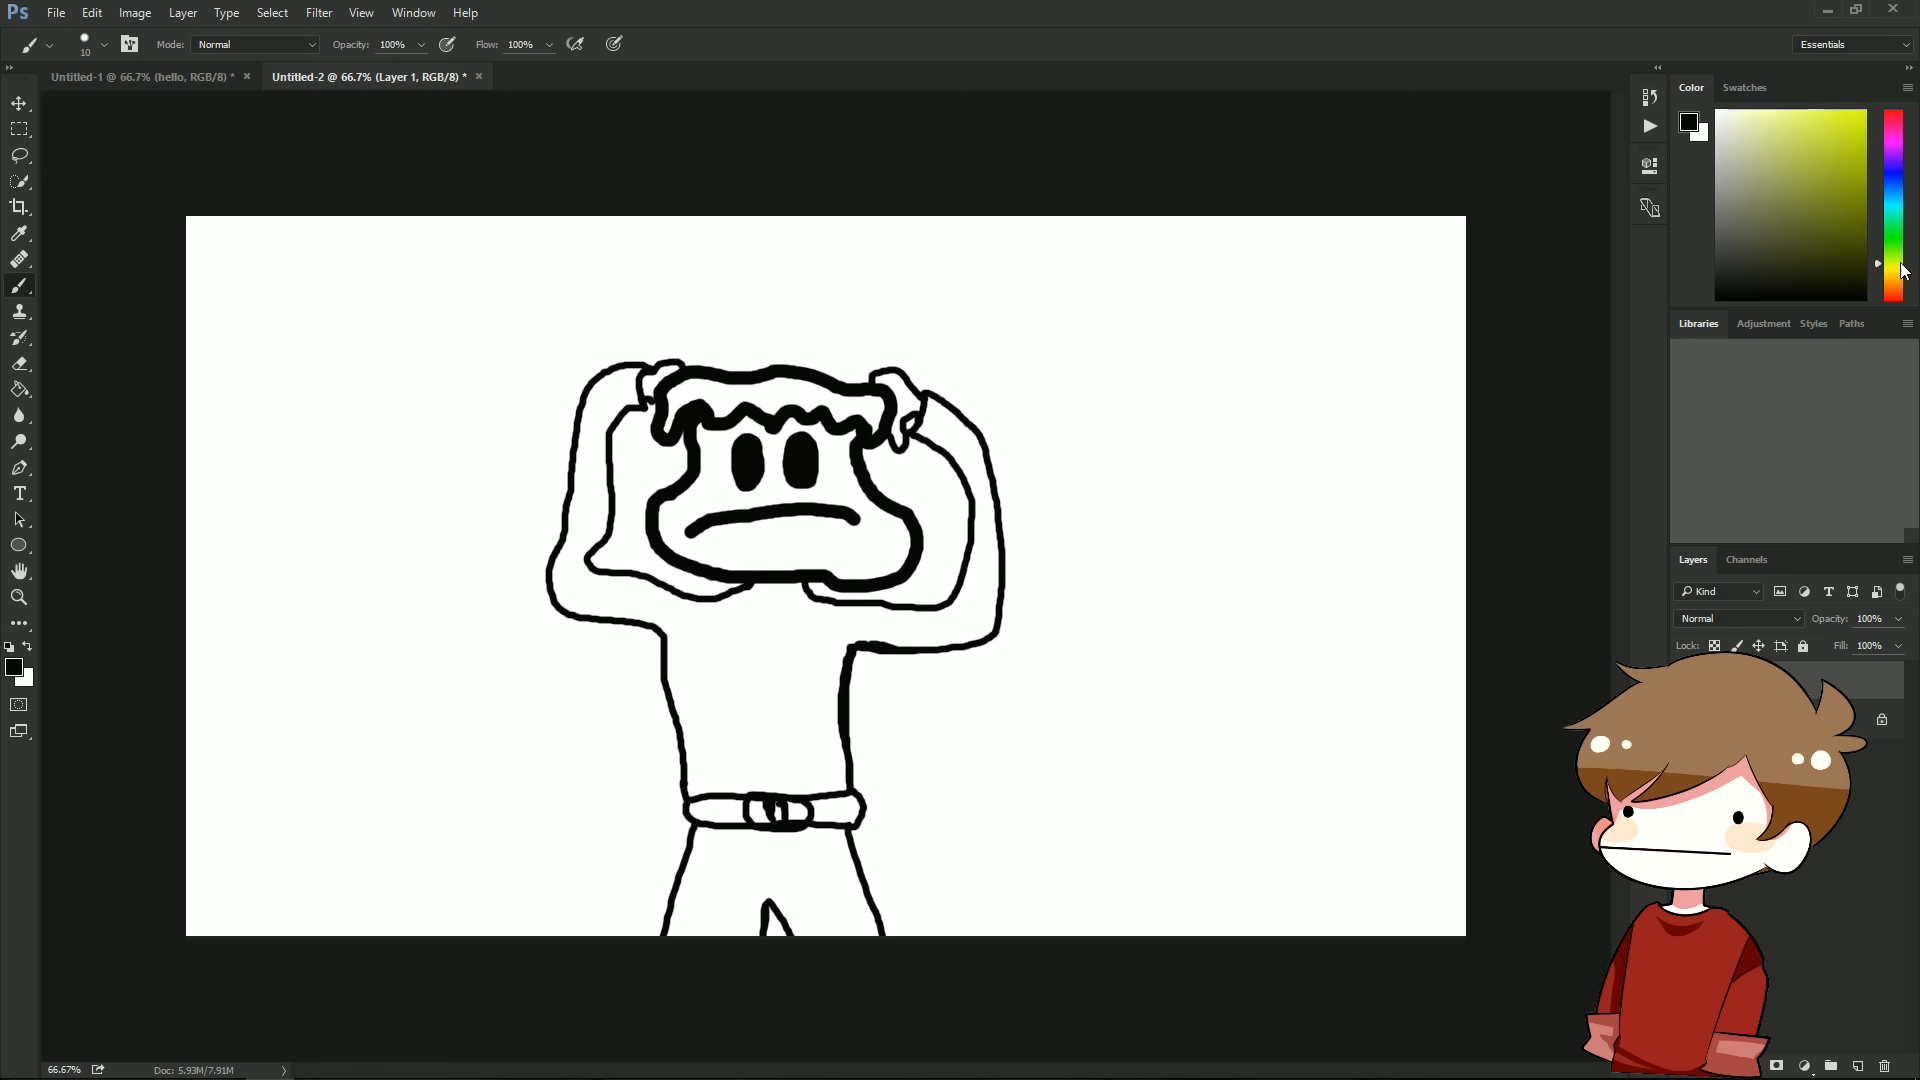 Ps File Edit Image Layer Type Select Filter View Window Help
10 Mode: Normal Opacity: 100% Flow: 100% Essentials
Untitled-1 @ 66.7% (hello, RGB/8) * × Untitled-2 @ 66.7% (Layer 1, RGB/8) * ×
Color Swatches
Libraries Adjustment Styles Paths
Layers Channels
Kind
Normal Opacity: 100%
Lock: Fill: 100%
66.67% Doc: 5.93M/7.91M